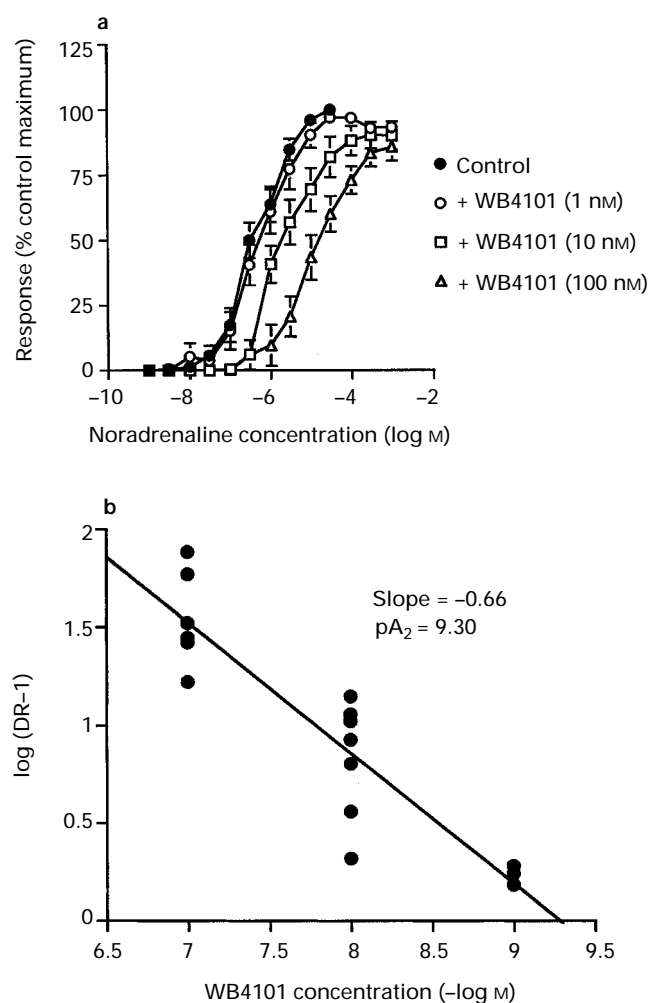 a
125
100
75
50
25
0
−10
−8
−6
−4
−2
Response (% control maximum)
Noradrenaline concentration (log M)
Control
+ WB4101 (1 nM)
+ WB4101 (10 nM)
+ WB4101 (100 nM)
b
2
1.5
1
0.5
0
6.5
7
7.5
8
8.5
9
9.5
log (DR−1)
Slope = −0.66
pA2 = 9.30
WB4101 concentration (−log M)